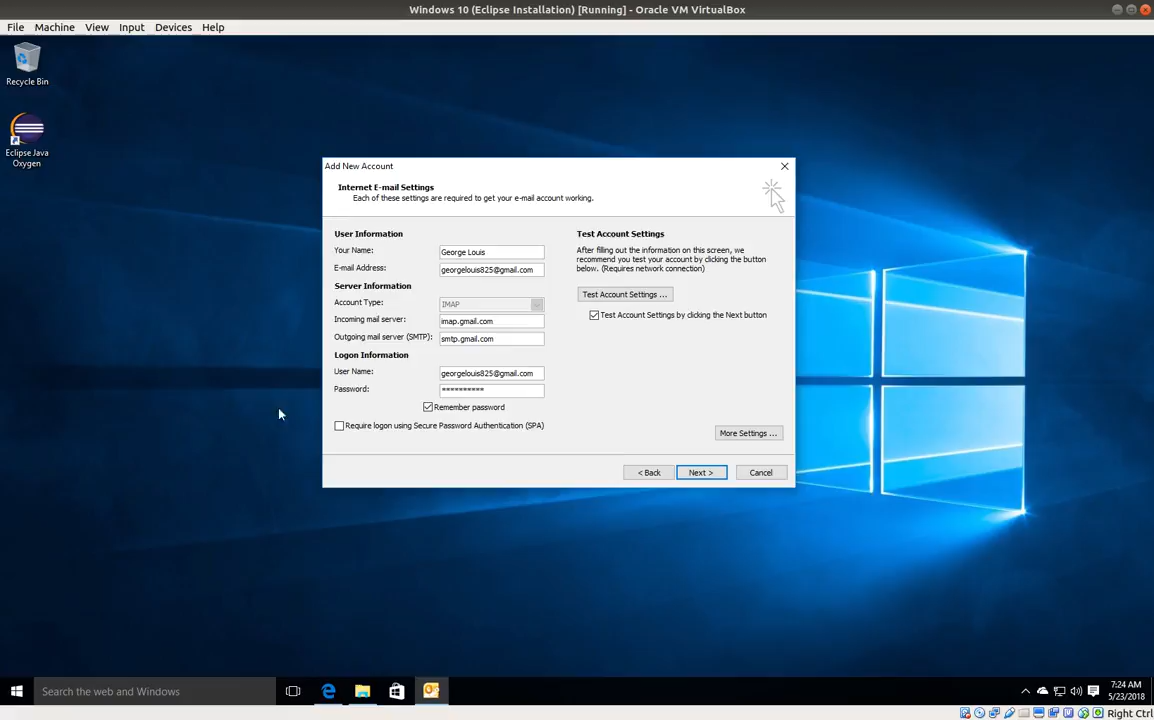 Windows 10 (Eclipse Installation) [Running] - Oracle VM VirtualBox
File Machine View Input Devices Help
Recycle Bin
Eclipse Java
Oxygen
Add New Account
Internet E-mail Settings
Each of these settings are required to get your e-mail account working.
User Information
Your Name: George Louis
E-mail Address: georgelouis825@gmail.com
Server Information
Account Type: IMAP
Incoming mail server: imap.gmail.com
Outgoing mail server (SMTP): smtp.gmail.com
Logon Information
User Name: georgelouis825@gmail.com
Password: **********
Remember password
Require logon using Secure Password Authentication (SPA)
Test Account Settings
After filling out the information on this screen, we
recommend you test your account by clicking the button
below. (Requires network connection)
Test Account Settings ...
Test Account Settings by clicking the Next button
More Settings ...
< Back Next > Cancel
Search the web and Windows
7:24 AM
5/23/2018
Right Ctrl